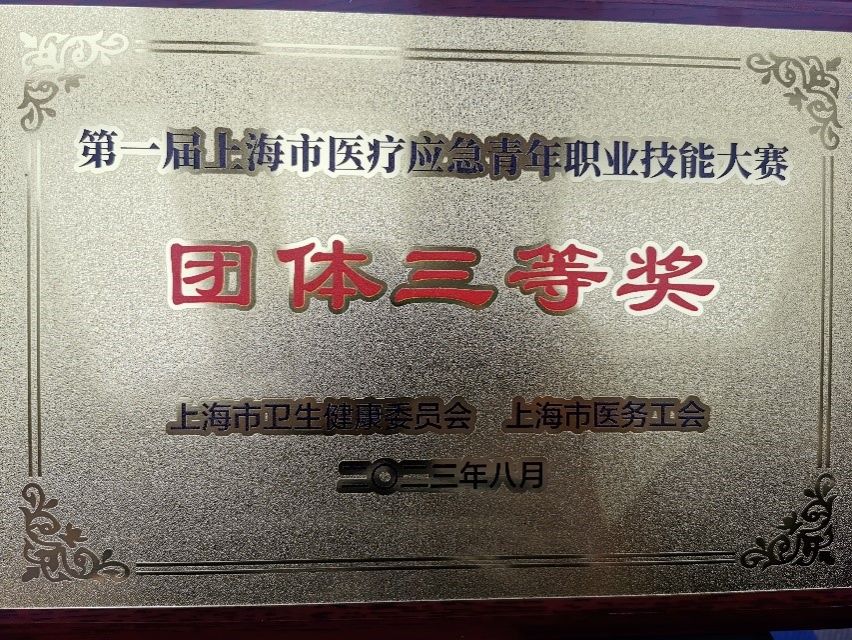 第一届上海市医疗应急青年职业技能大赛
团体三等奖
上海市卫生健康委员会 上海市医务工会
二〇二三年八月